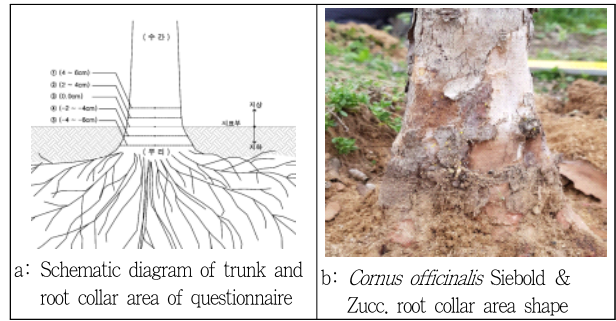 (수 간)
① (4 ~ 6cm)
② (2 ~ 4cm)
③ (0.0cm)
④ (-2 ~ -4cm)
⑤ (-4 ~ -6cm)
지상
지표부
지하
(뿌 리)
a: Schematic diagram of trunk and
root collar area of questionnaire
b: Cornus officinalis Siebold &
Zucc. root collar area shape